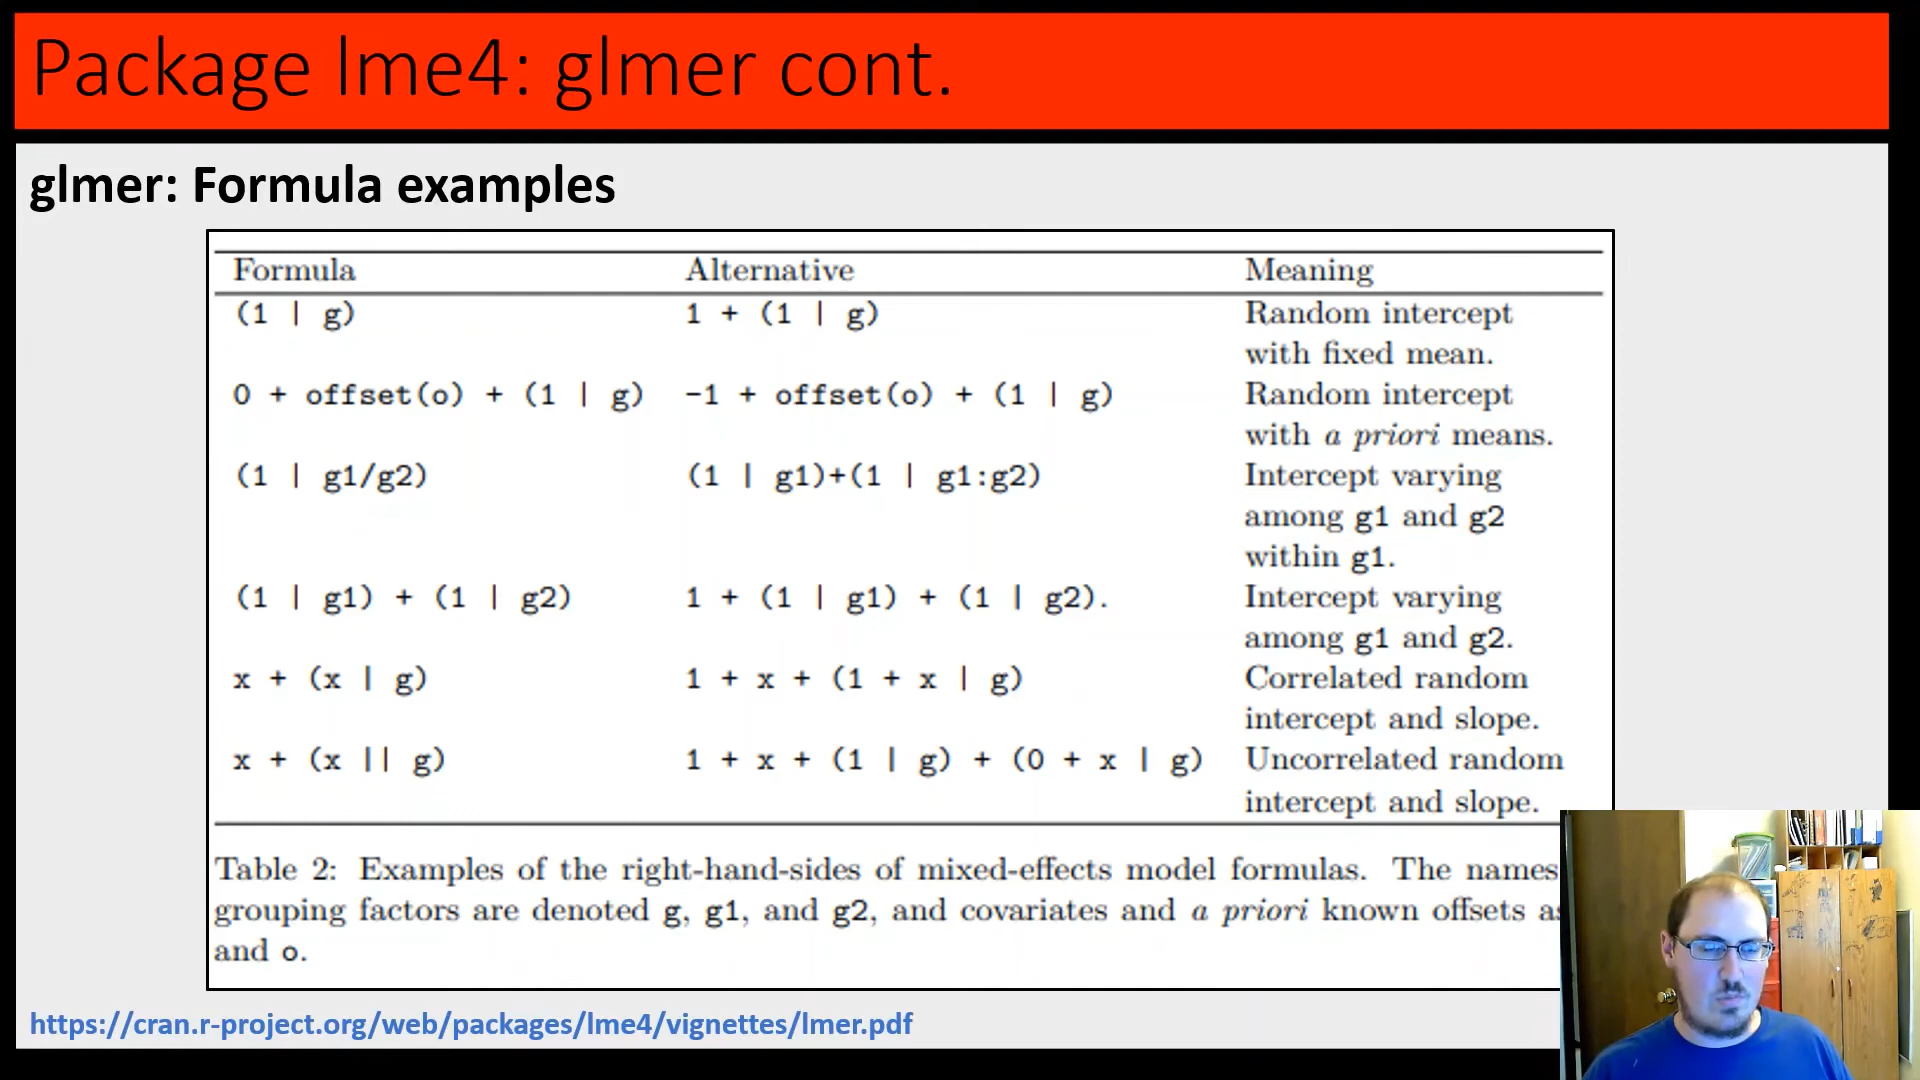 Package lme4: glmer cont.
glmer: Formula examples
Formula Alternative Meaning
(1 | g) 1 + (1 | g) Random intercept
with fixed mean.
0 + offset(o) + (1 | g) -1 + offset(o) + (1 | g) Random intercept
with a priori means.
(1 | g1/g2) (1 | g1)+(1 | g1:g2) Intercept varying
among g1 and g2
within g1.
(1 | g1) + (1 | g2) 1 + (1 | g1) + (1 | g2). Intercept varying
among g1 and g2.
x + (x | g) 1 + x + (1 + x | g) Correlated random
intercept and slope.
x + (x || g) 1 + x + (1 | g) + (0 + x | g) Uncorrelated random
intercept and slope.
Table 2: Examples of the right-hand-sides of mixed-effects model formulas. The names
grouping factors are denoted g, g1, and g2, and covariates and a priori known offsets as
and o.
https://cran.r-project.org/web/packages/lme4/vignettes/lmer.pdf